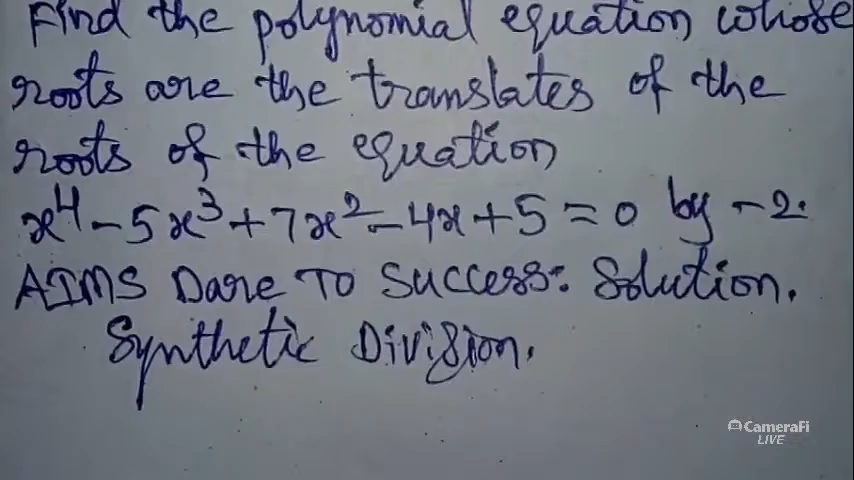 Find the polynomial equation whose
roots are the translates of the
roots of the equation
x⁴ - 5x³ + 7x² - 4x + 5 = 0 by -2.
AIMS Dare To Success: Solution.
Synthetic Division.
CameraFi
LIVE